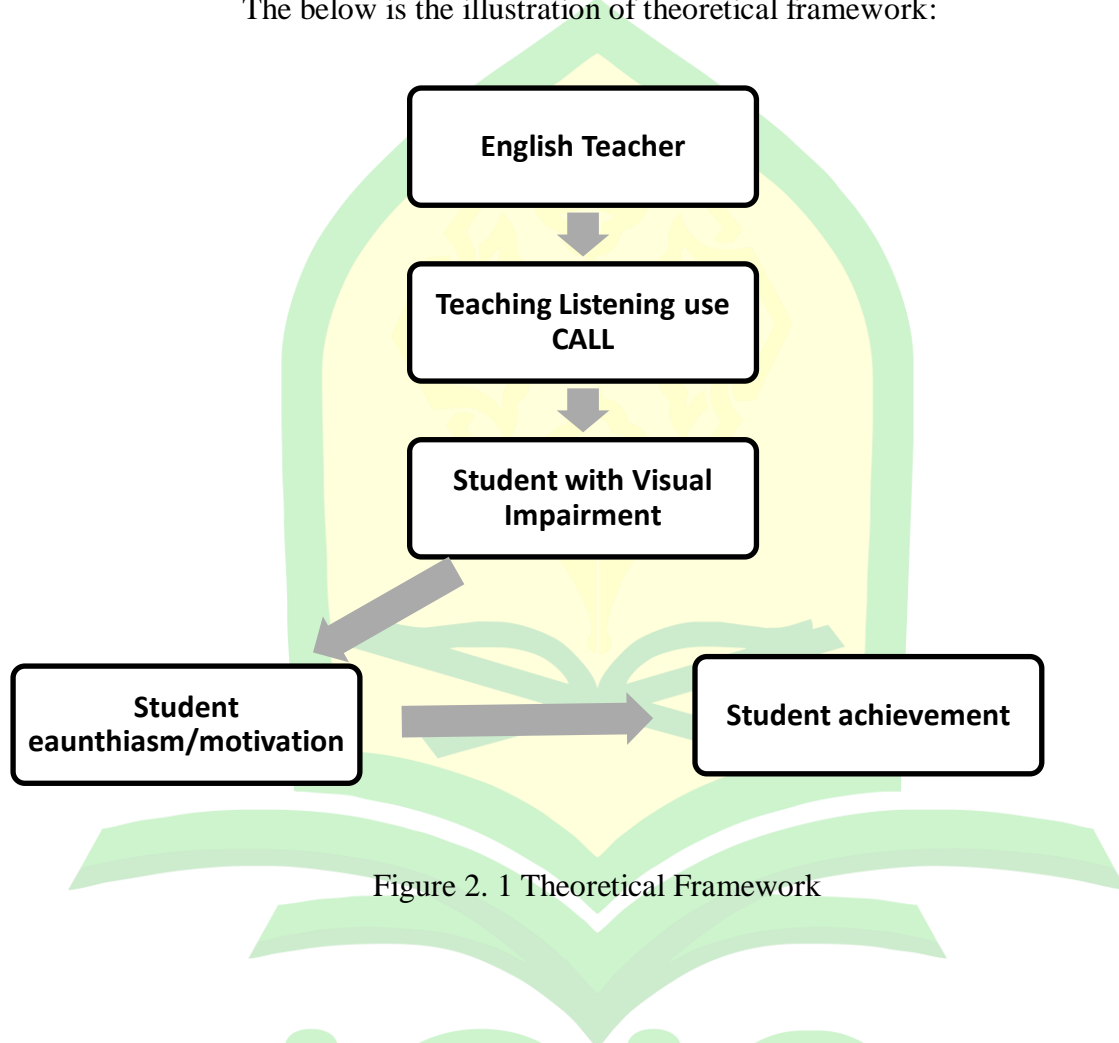 The below is the illustration of theoretical framework:
English Teacher
Teaching Listening use
CALL
Student with Visual
Impairment
Student
eaunthiasm/motivation
Student achievement
Figure 2. 1 Theoretical Framework